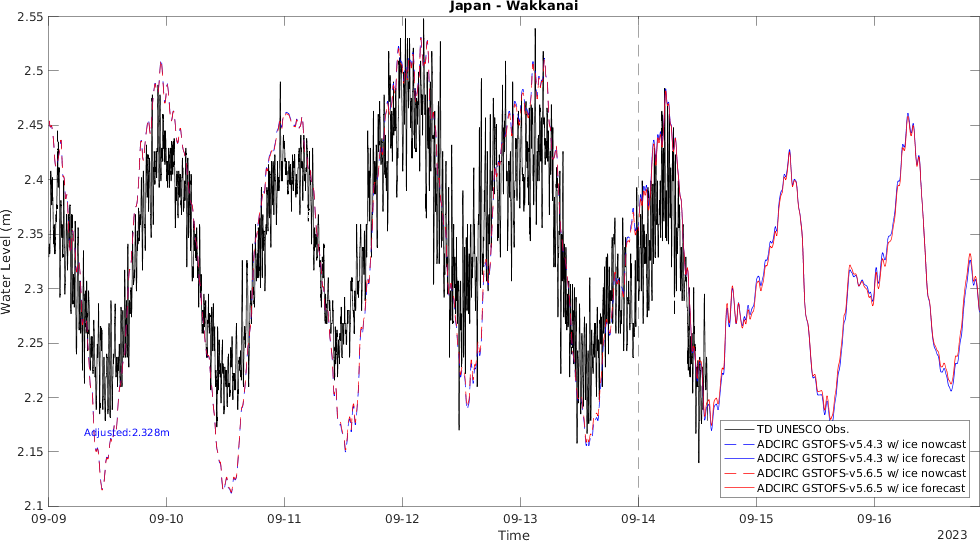 Japan - Wakkanai
Water Level (m)
2.55
2.5
2.45
2.4
2.35
2.3
2.25
2.2
2.15
2.1
Adjusted:2.328m
TD UNESCO Obs.
ADCIRC GSTOFS-v5.4.3 w/ ice nowcast
ADCIRC GSTOFS-v5.4.3 w/ ice forecast
ADCIRC GSTOFS-v5.6.5 w/ ice nowcast
ADCIRC GSTOFS-v5.6.5 w/ ice forecast
09-09 09-10 09-11 09-12 09-13 09-14 09-15 09-16
Time
2023